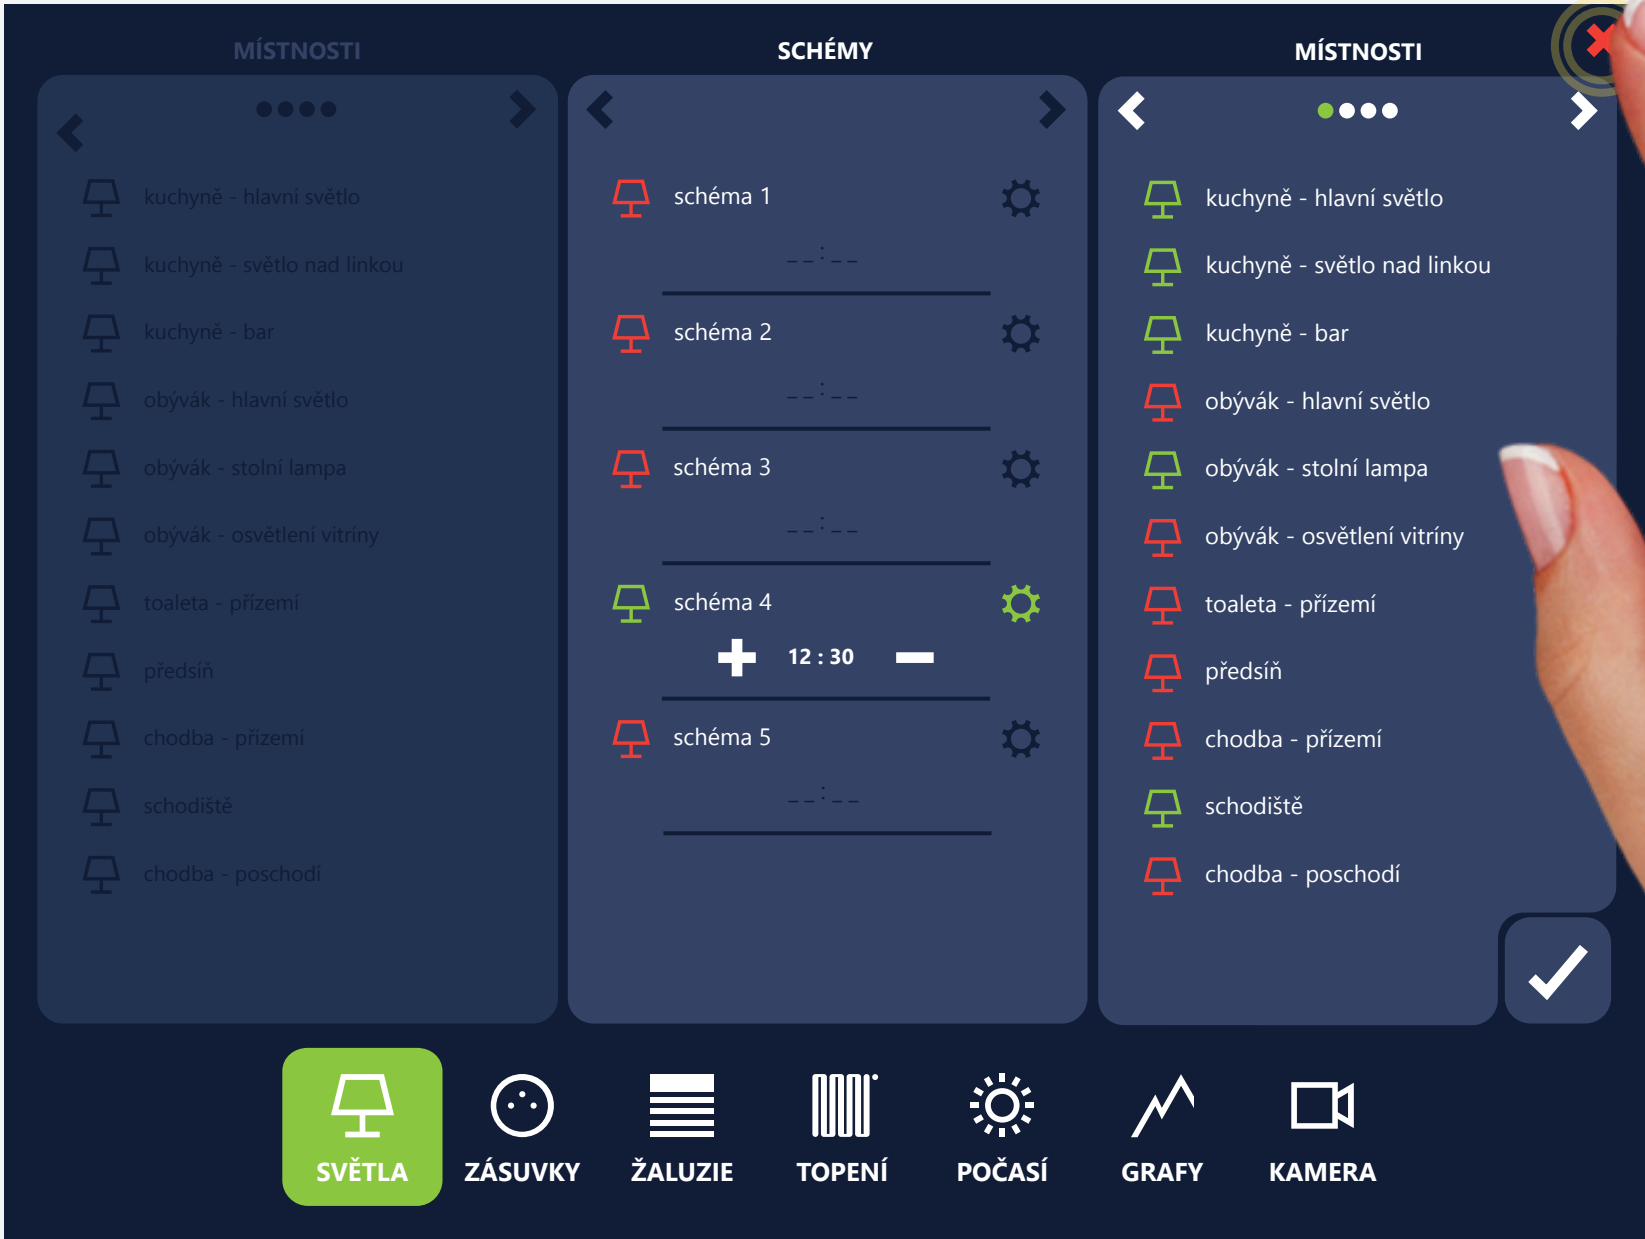 MÍSTNOSTI
kuchyně - hlavní světlo
kuchyně - světlo nad linkou
kuchyně - bar
obývák - hlavní světlo
obývák - stolní lampa
obývák - osvětlení vitríny
toaleta - přízemí
předsíň
chodba - přízemí
schodiště
chodba - poschodí
SCHÉMY
schéma 1
_ _ : _ _
schéma 2
_ _ : _ _
schéma 3
_ _ : _ _
schéma 4
12 : 30
schéma 5
_ _ : _ _
MÍSTNOSTI
kuchyně - hlavní světlo
kuchyně - světlo nad linkou
kuchyně - bar
obývák - hlavní světlo
obývák - stolní lampa
obývák - osvětlení vitríny
toaleta - přízemí
předsíň
chodba - přízemí
schodiště
chodba - poschodí
SVĚTLA ZÁSUVKY ŽALUZIE TOPENÍ POČASÍ GRAFY KAMERA